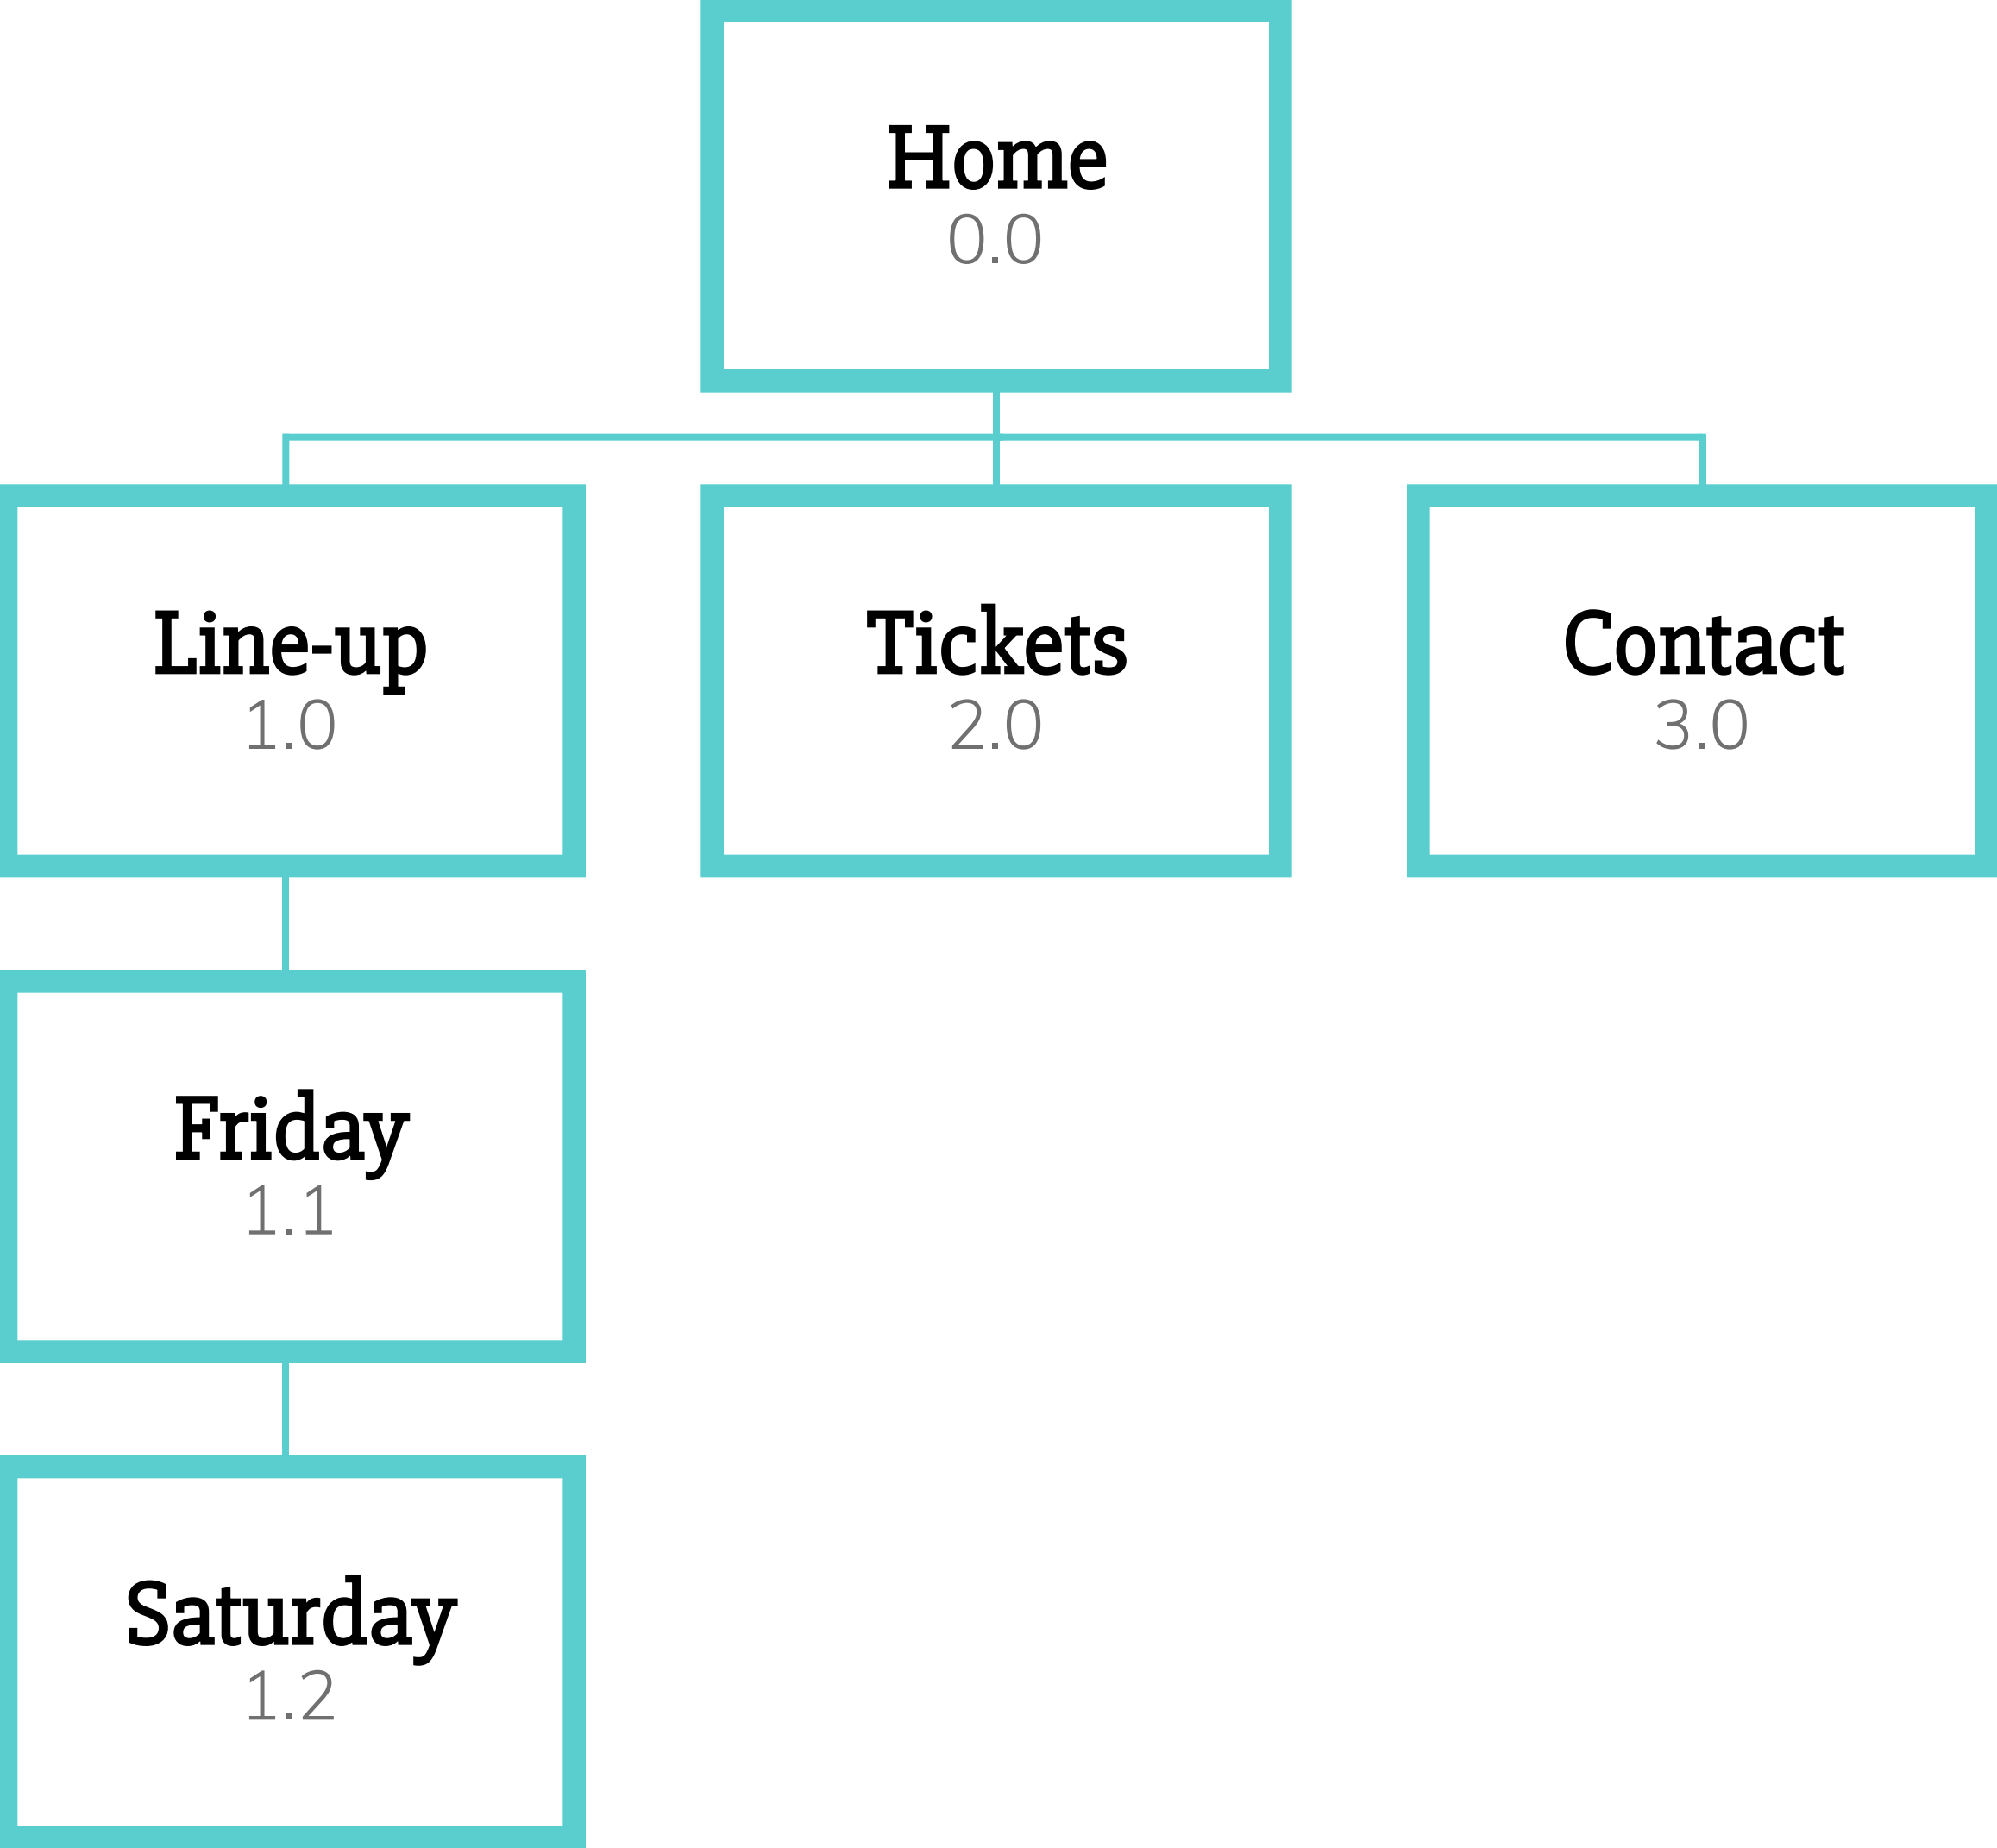 Home
0.0
Line-up
1.0
Tickets
2.0
Contact
3.0
Friday
1.1
Saturday
1.2